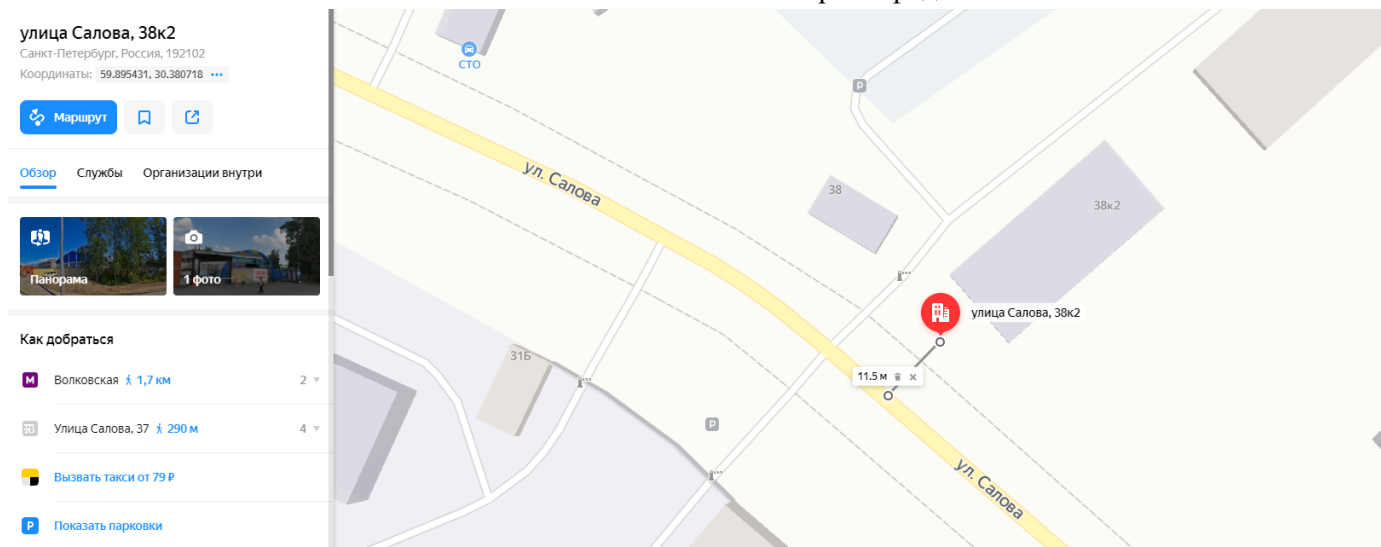 улица Салова, 38к2
Санкт-Петербург, Россия, 192102
Координаты: 59.895431, 30.380718 •••
Маршрут
Обзор Службы Организации внутри
Панорама
1 фото
Как добраться
М Волковская 1,7 км 2
Улица Салова, 37 290 м 4
Вызвать такси от 79 ₽
P Показать парковки
СТО
P
ул. Салова
38
38к2
улица Салова, 38к2
31Б
11.5 м
P
ул. Салова